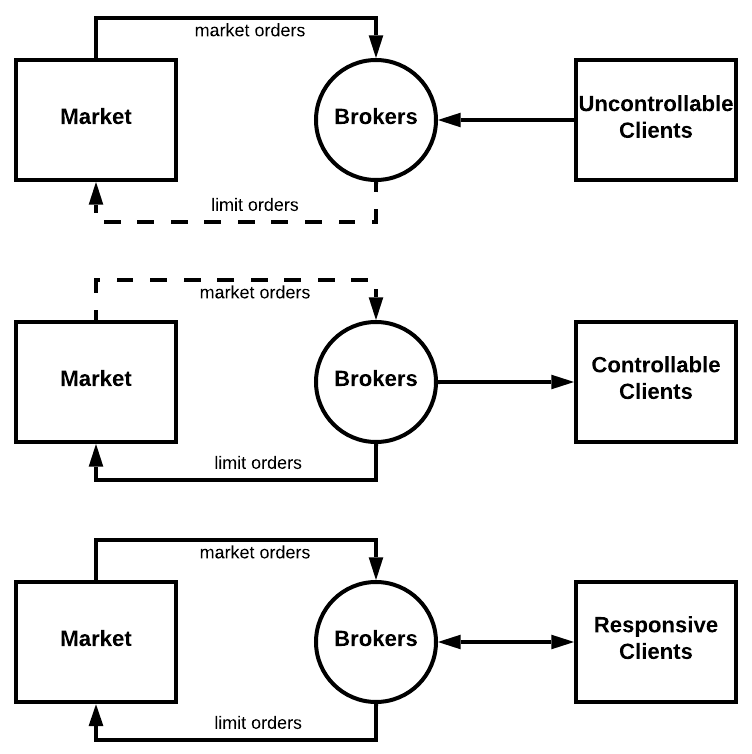 market orders
Market
Brokers
Uncontrollable
Clients
limit orders
market orders
Market
Brokers
Controllable
Clients
limit orders
market orders
Market
Brokers
Responsive
Clients
limit orders